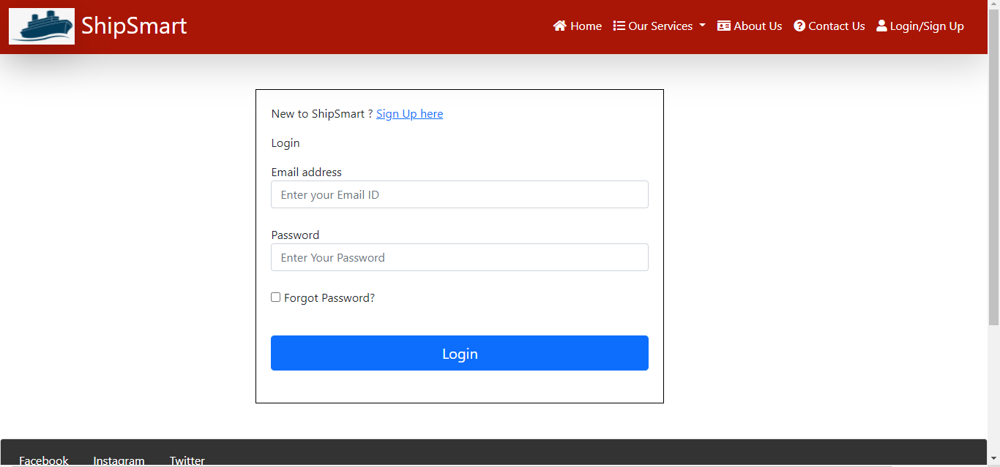 ShipSmart Home Our Services About Us Contact Us Login/Sign Up
New to ShipSmart ? Sign Up here
Login
Email address
Enter your Email ID
Password
Enter Your Password
Forgot Password?
Login
Facebook Instagram Twitter